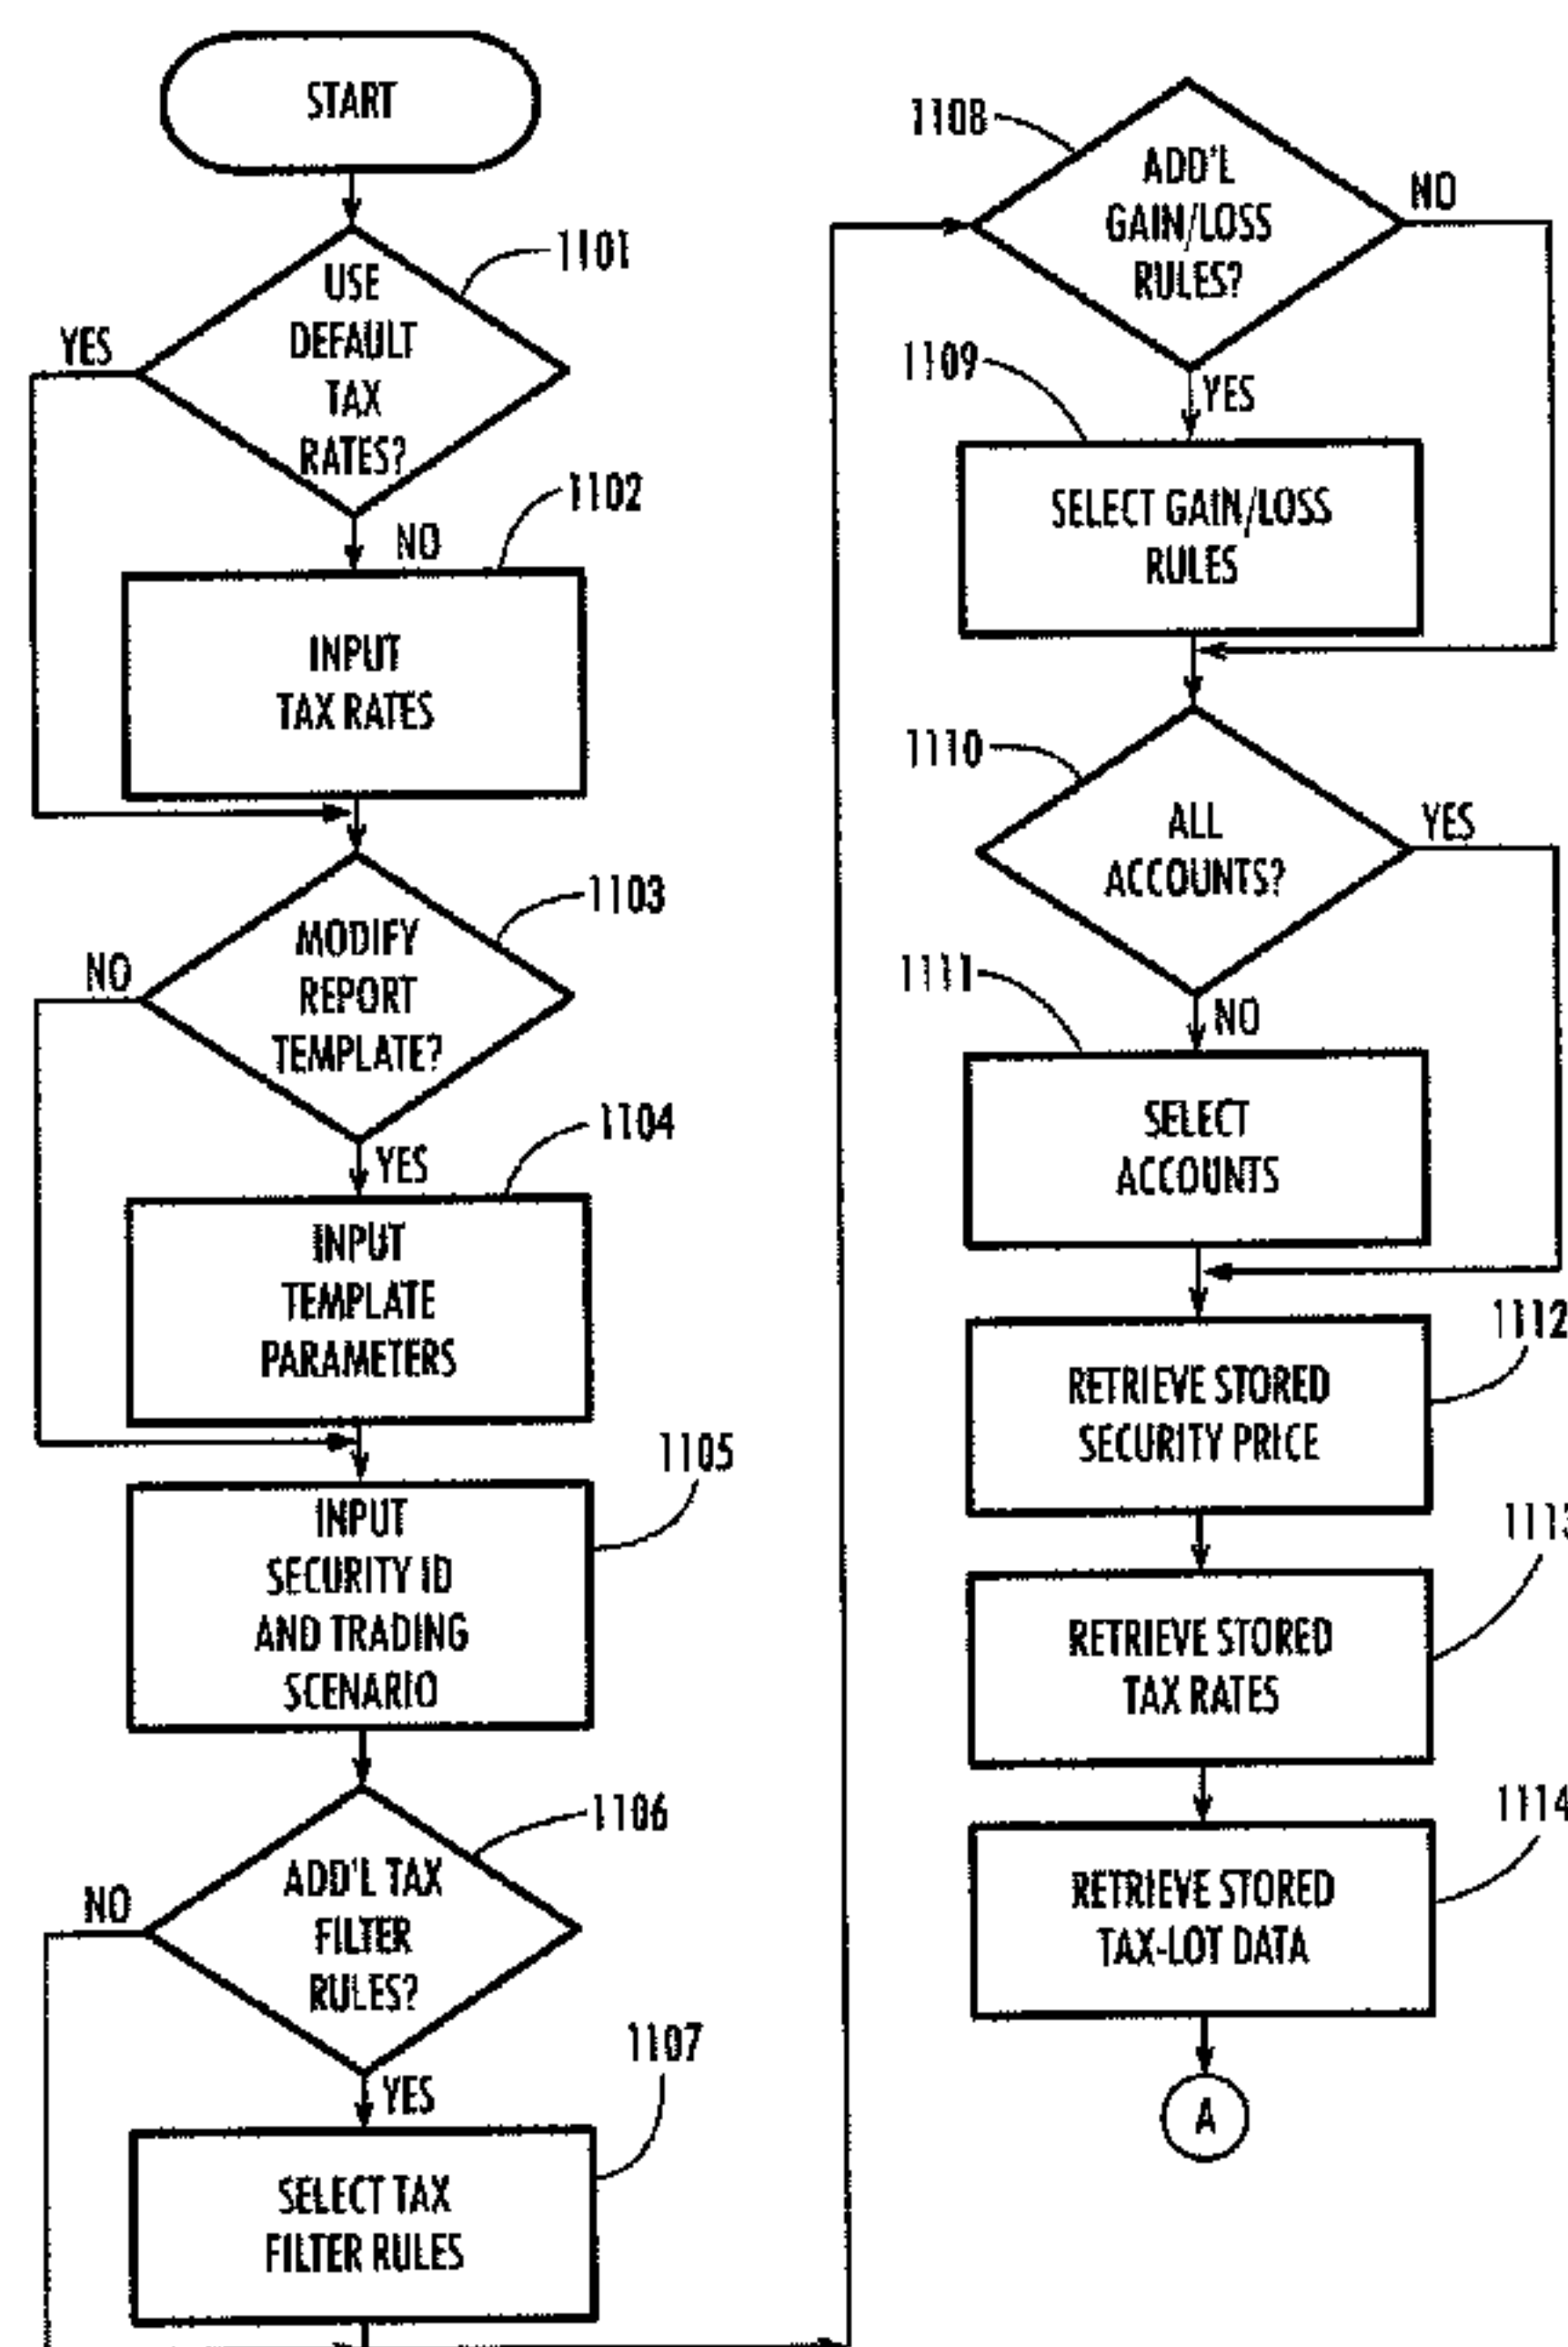 START
1101
USE
DEFAULT
TAX
RATES?
YES
NO
1102
INPUT
TAX RATES
1103
MODIFY
REPORT
TEMPLATE?
NO
YES
1104
INPUT
TEMPLATE
PARAMETERS
1105
INPUT
SECURITY ID
AND TRADING
SCENARIO
1106
ADD'L TAX
FILTER
RULES?
NO
YES
1107
SELECT TAX
FILTER RULES
1108
ADD'L
GAIN/LOSS
RULES?
NO
YES
1109
SELECT GAIN/LOSS
RULES
1110
ALL
ACCOUNTS?
YES
NO
1111
SELECT
ACCOUNTS
1112
RETRIEVE STORED
SECURITY PRICE
1113
RETRIEVE STORED
TAX RATES
1114
RETRIEVE STORED
TAX-LOT DATA
A